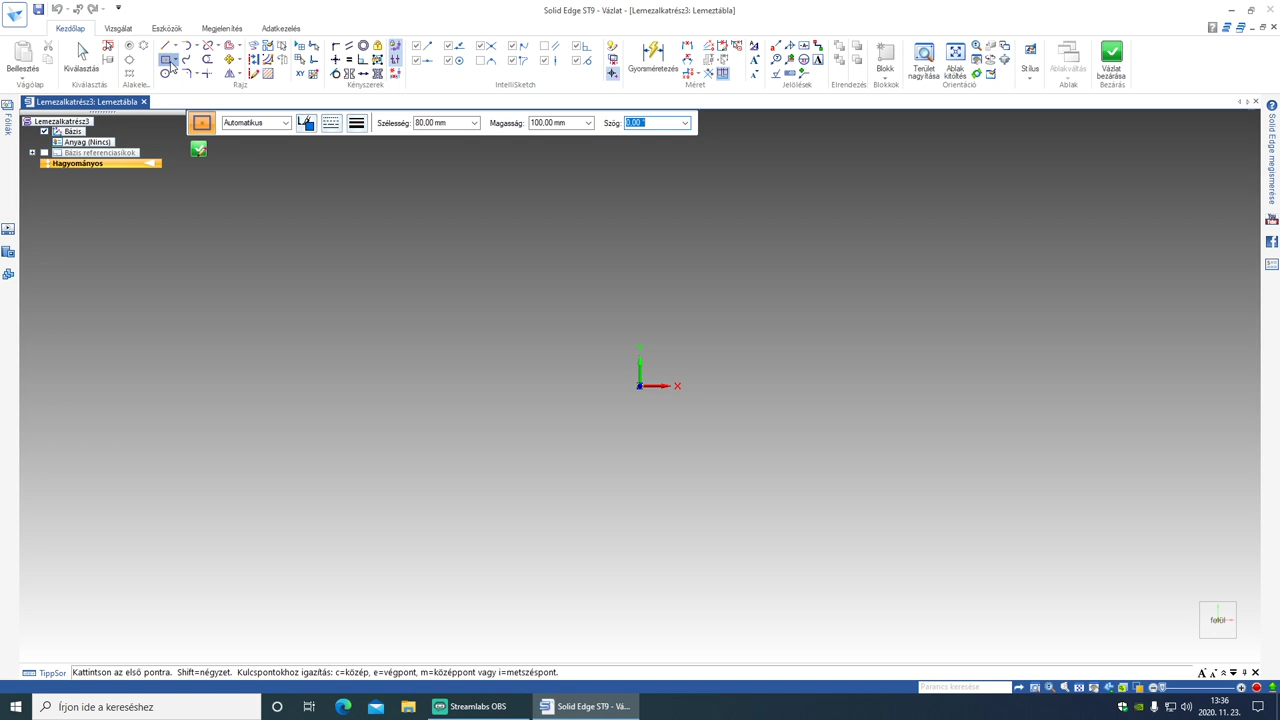 Solid Edge ST9 - Vázlat - [Lemezalkatrész3: Lemeztábla]
Kezdőlap Vizsgálat Eszközök Megjelenítés Adatkezelés
Beillesztés Kiválasztás Gyorsméretezés Blokk Terület nagyítása Ablak kitöltés Stílus Ablakváltás Vázlat bezárása
Vágólap Kiválasztás Alakele... Rajz Kényszerek IntelliSketch Méret Jelölések Elrendezés Orientáció Ablak Bezárás
Lemezalkatrész3: Lemeztábla
Lemezalkatrész3
Automatikus Szélesség: 80,00 mm Magasság: 100,00 mm Szög: 0,00 °
Bázis
Anyag (Nincs)
Bázis referenciasíkok
Hagyományos
Fóliák
Solid Edge megismerése
X
felül
TippSor Kattintson az első pontra. Shift=négyzet. Kulcspontokhoz igazítás: c=közép, e=végpont, m=középpont vagy i=metszéspont.
Parancs keresése
Írjon ide a kereséshez
Streamlabs OBS
Solid Edge ST9 - Vá...
13:36
2020. 11. 23.